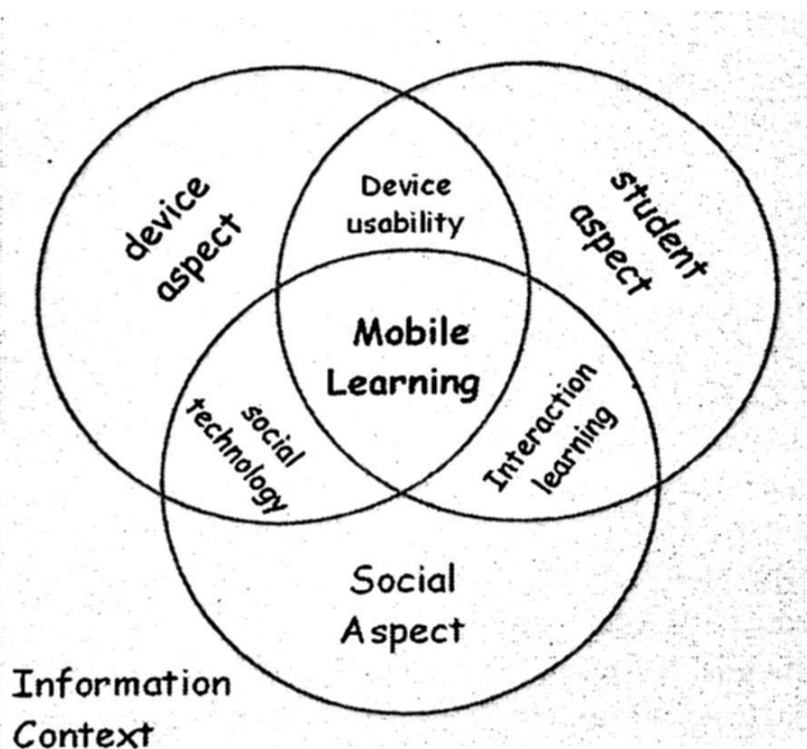 Device
usability
device
aspect
student
aspect
Mobile
Learning
social
technology
Interaction
learning
Social
Aspect
Information
Context